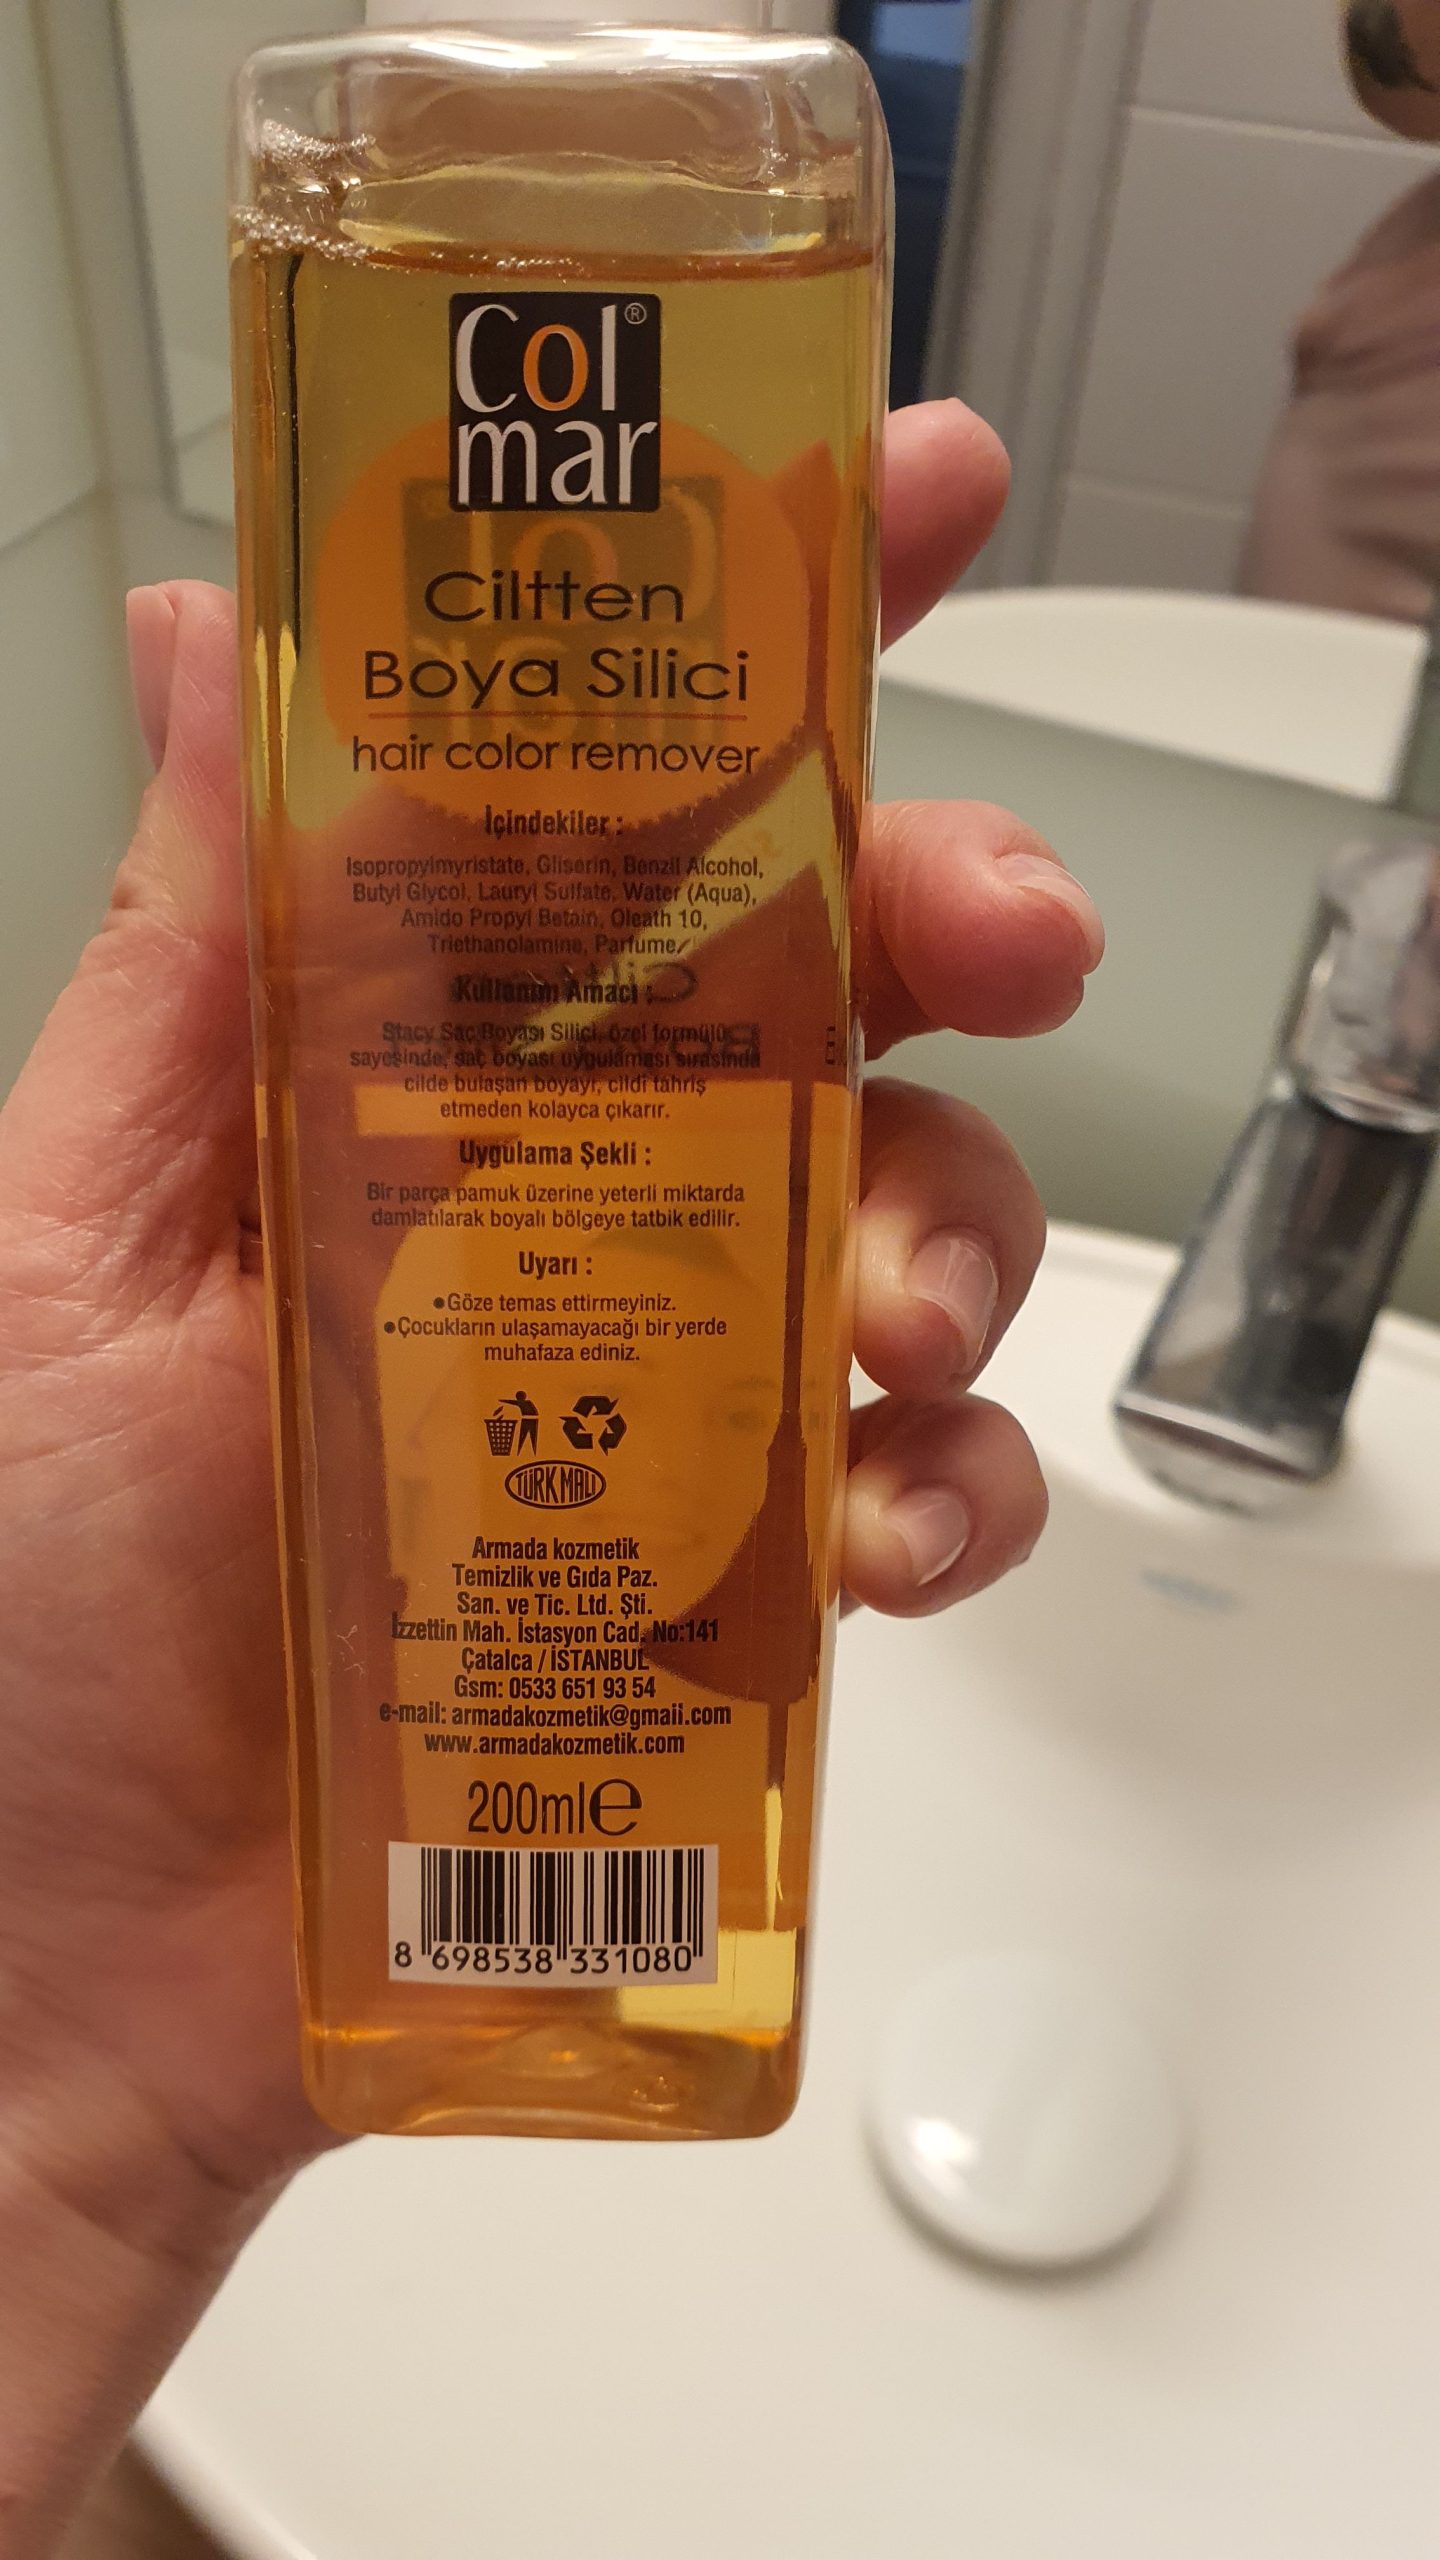 Col®
mar
Ciltten
Boya Silici
hair color remover
İçindekiler :
Isopropylmyristate, Gliserin, Benzil Alcohol,
Butyl Glycol, Lauryl Sulfate, Water (Aqua),
Amido Propyl Betain, Oleath 10,
Triethanolamine, Parfume
Kullanım Amacı :
Stacy Saç Boyası Silici, özel formülü
sayesinde, saç boyası uygulaması sırasında
cilde bulaşan boyayı, cildi tahriş
etmeden kolayca çıkarır.
Uygulama Şekli :
Bir parça pamuk üzerine yeterli miktarda
damlatılarak boyalı bölgeye tatbik edilir.
Uyarı :
●Göze temas ettirmeyiniz.
●Çocukların ulaşamayacağı bir yerde
muhafaza ediniz.
TÜRK MALI
Armada kozmetik
Temizlik ve Gıda Paz.
San. ve Tic. Ltd. Şti.
İzzettin Mah. İstasyon Cad. No:141
Çatalca / İSTANBUL
Gsm: 0533 651 93 54
e-mail: armadakozmetik@gmail.com
www.armadakozmetik.com
200ml℮
8 698538 331080